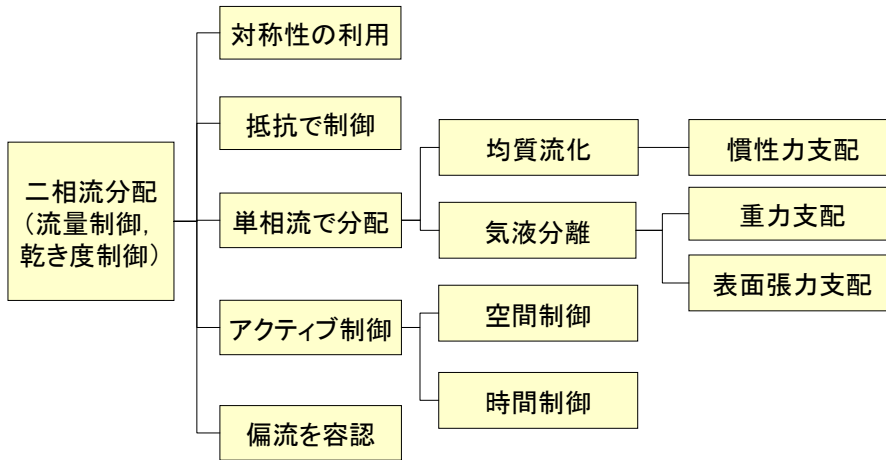 二相流分配
（流量制御,
乾き度制御）
対称性の利用
抵抗で制御
単相流で分配
均質流化
慣性力支配
気液分離
重力支配
表面張力支配
アクティブ制御
空間制御
時間制御
偏流を容認